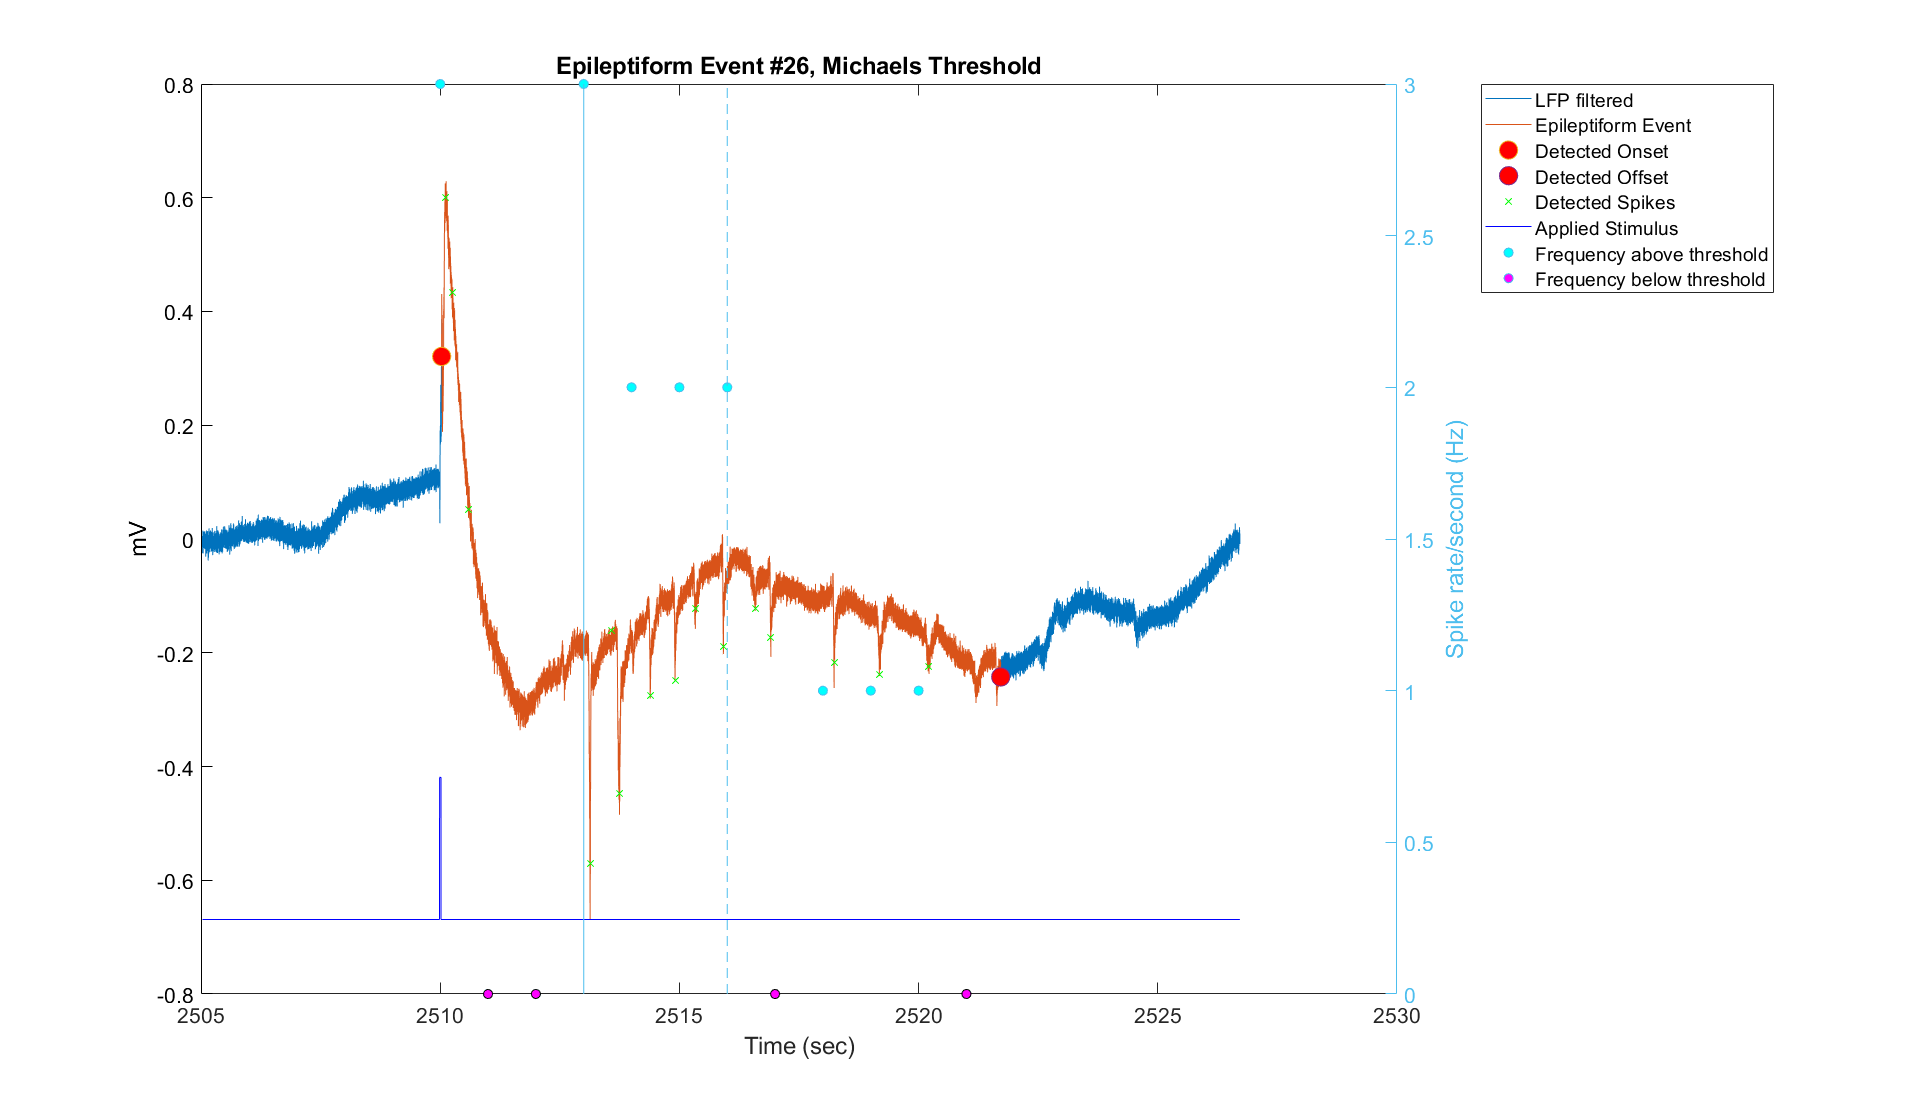 Epileptiform Event #26, Michaels Threshold
0.8
0.6
0.4
0.2
0
-0.2
-0.4
-0.6
-0.8
mV
2505
2510
2515
2520
2525
2530
Time (sec)
3
2.5
2
1.5
1
0.5
0
Spike rate/second (Hz)
LFP filtered
Epileptiform Event
Detected Onset
Detected Offset
Detected Spikes
Applied Stimulus
Frequency above threshold
Frequency below threshold